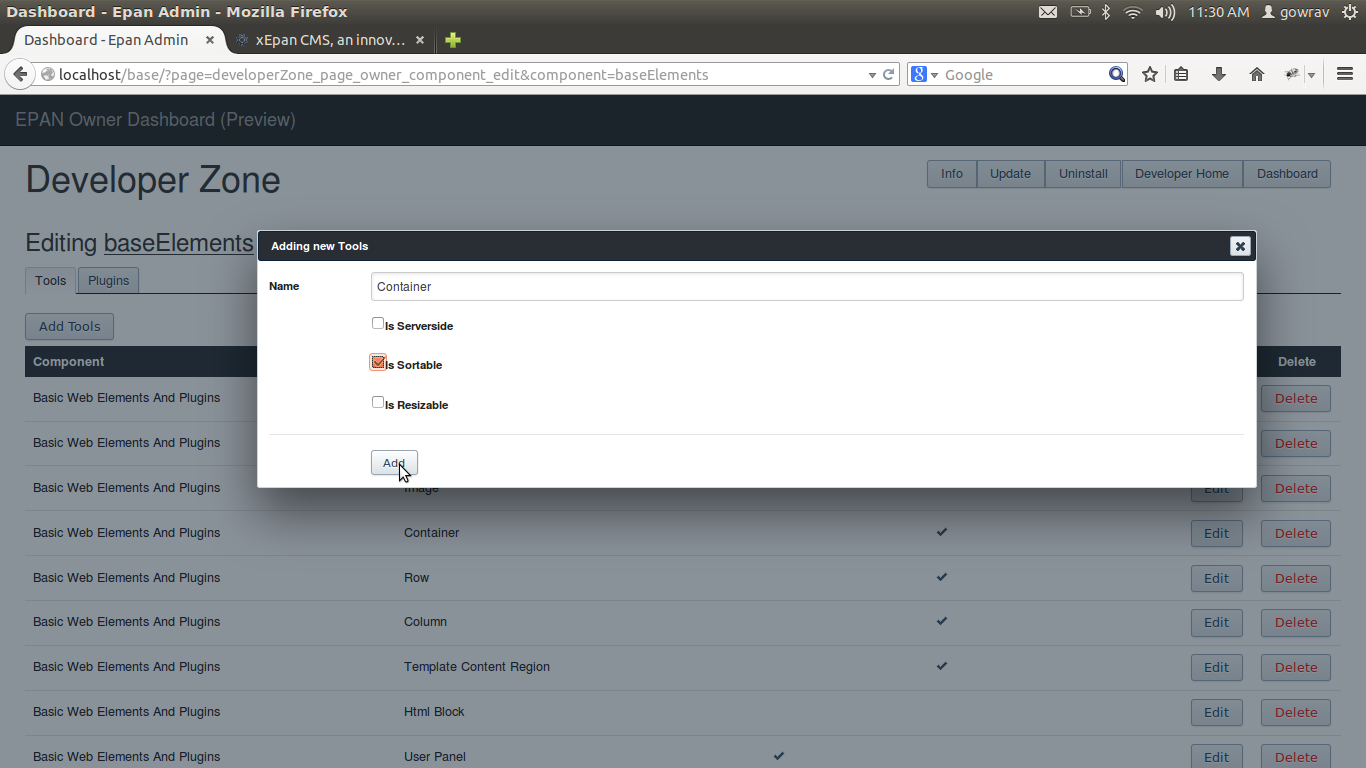 Dashboard - Epan Admin - Mozilla Firefox
11:30 AM
gowrav
Dashboard - Epan Admin
xEpan CMS, an innov...
localhost/base/?page=developerZone_page_owner_component_edit&component=baseElements
Google
EPAN Owner Dashboard (Preview)
Developer Zone
Info
Update
Uninstall
Developer Home
Dashboard
Editing baseElements
Adding new Tools
Tools
Plugins
Name
Container
Add Tools
Is Serverside
Component
Is Sortable
Delete
Basic Web Elements And Plugins
Is Resizable
Delete
Basic Web Elements And Plugins
Delete
Add
Basic Web Elements And Plugins
Image
Edit
Delete
Basic Web Elements And Plugins
Container
Edit
Delete
Basic Web Elements And Plugins
Row
Edit
Delete
Basic Web Elements And Plugins
Column
Edit
Delete
Basic Web Elements And Plugins
Template Content Region
Edit
Delete
Basic Web Elements And Plugins
Html Block
Edit
Delete
Basic Web Elements And Plugins
User Panel
Edit
Delete